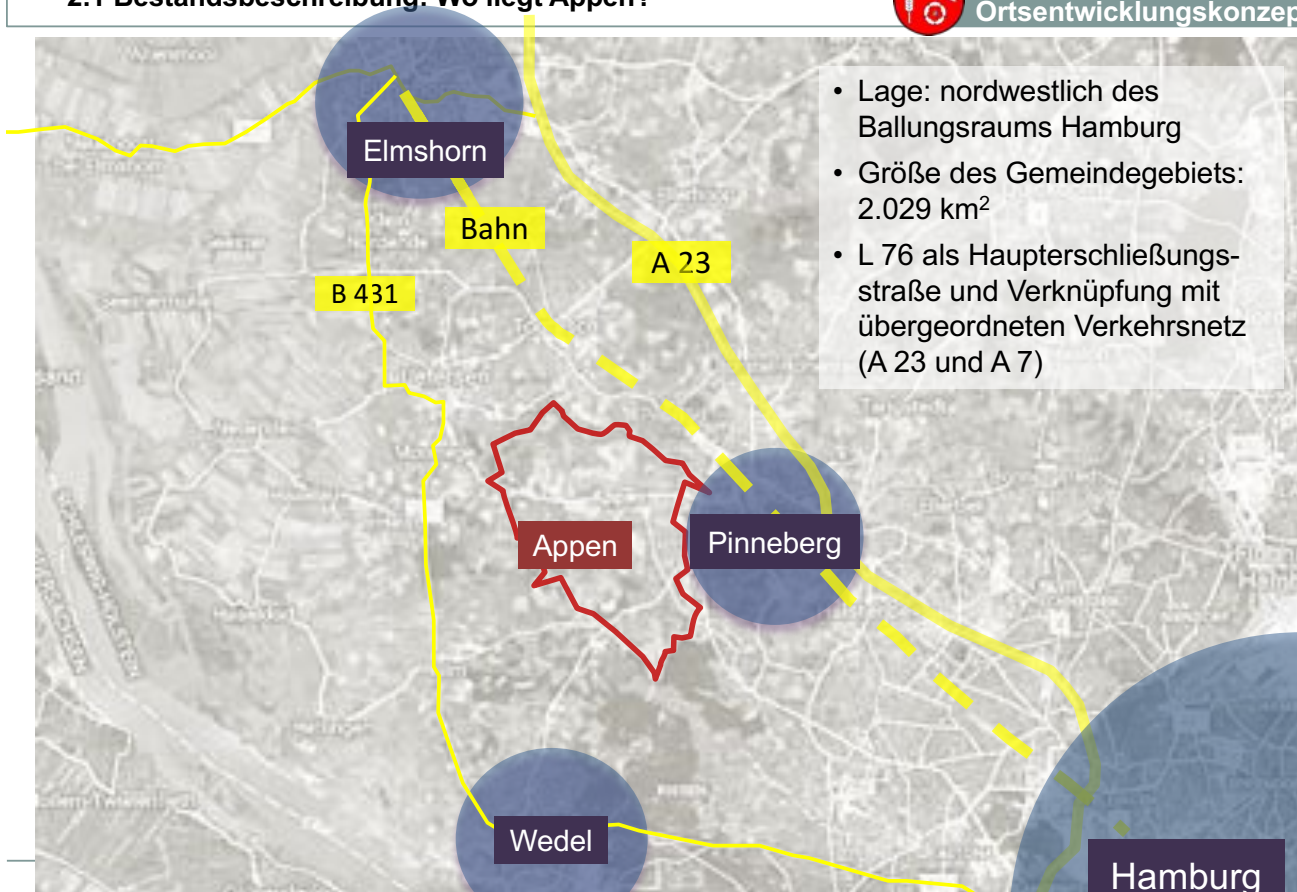 2.1 Bestandsbeschreibung: Wo liegt Appen?
Ortsentwicklungskonzep
• Lage: nordwestlich des
Ballungsraums Hamburg
• Größe des Gemeindegebiets:
2.029 km²
• L 76 als Haupterschließungs-
straße und Verknüpfung mit
übergeordneten Verkehrsnetz
(A 23 und A 7)
Elmshorn
Bahn
A 23
B 431
Appen
Pinneberg
Wedel
Hamburg